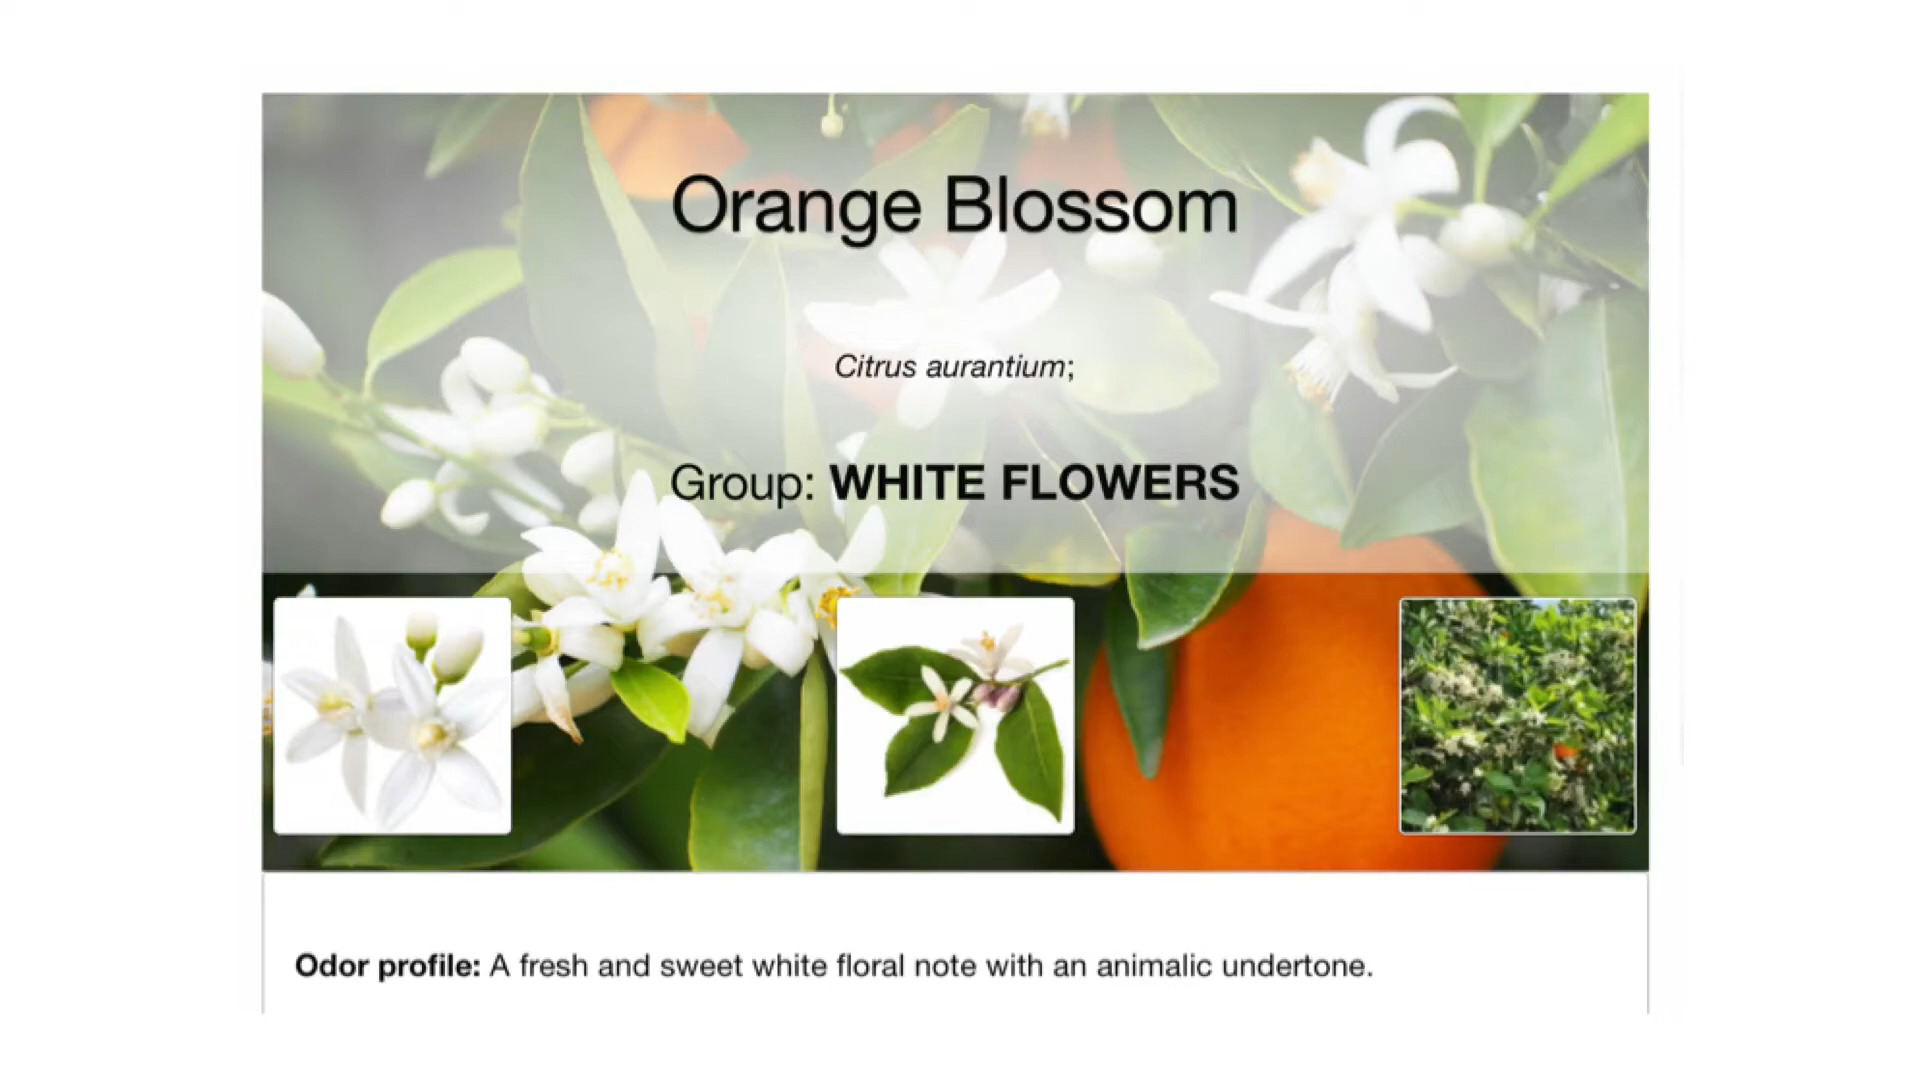 Orange Blossom
Citrus aurantium;
Group: WHITE FLOWERS
Odor profile: A fresh and sweet white floral note with an animalic undertone.